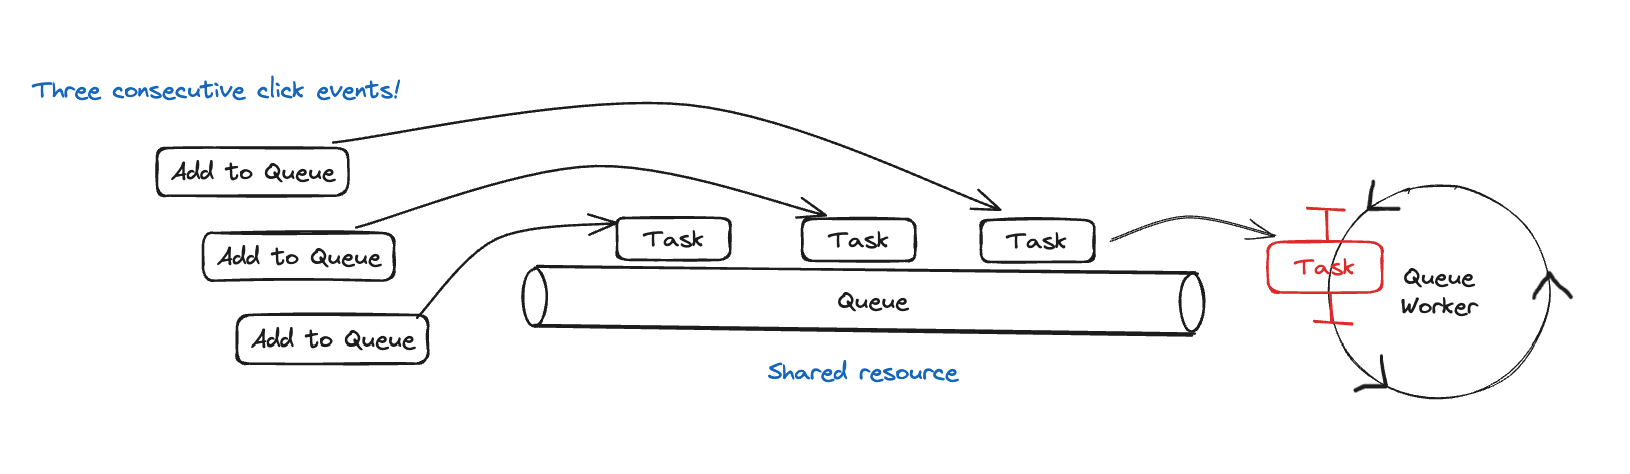 Three consecutive click events!
Add to Queue
Add to Queue
Add to Queue
Task
Task
Task
Queue
Shared resource
Task
Queue
Worker